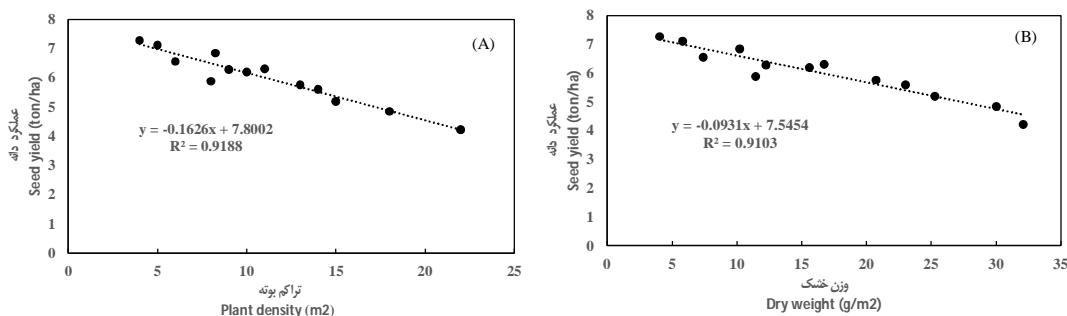 (A)
8
7
6
5
4
3
2
1
0
عملکرد دانه
Seed yield (ton/ha)
y = -0.1626x + 7.8002
R² = 0.9188
0 5 10 15 20 25
تراکم بوته
Plant density (m2)
(B)
8
7
6
5
4
3
2
1
0
عملکرد دانه
Seed yield (ton/ha)
y = -0.0931x + 7.5454
R² = 0.9103
0 5 10 15 20 25 30 35
وزن خشک
Dry weight (g/m2)